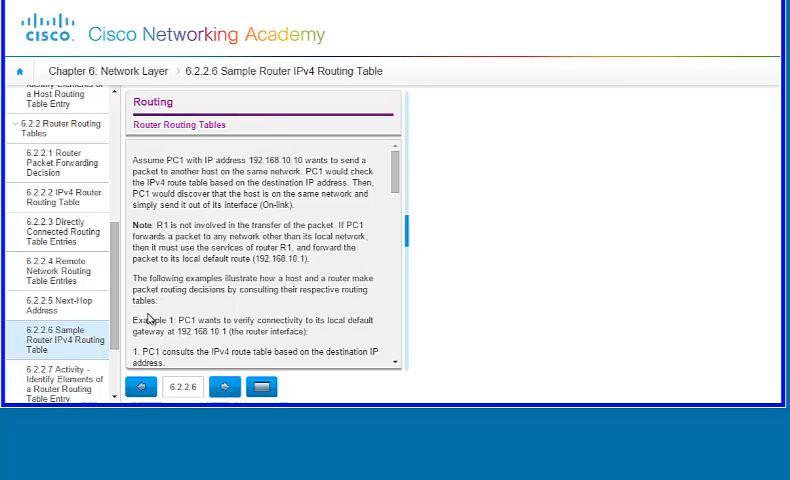 CISCO
Cisco Networking Academy
Chapter 6: Network Layer
6.2.2.6 Sample Router IPv4 Routing Table
Identify Elements of
a Host Routing
Table Entry
6.2.2 Router Routing
Tables
6.2.2.1 Router
Packet Forwarding
Decision
6.2.2.2 IPv4 Router
Routing Table
6.2.2.3 Directly
Connected Routing
Table Entries
6.2.2.4 Remote
Network Routing
Table Entries
6.2.2.5 Next-Hop
Address
6.2.2.6 Sample
Router IPv4 Routing
Table
6.2.2.7 Activity -
Identify Elements of
a Router Routing
Table Entry
Routing
Router Routing Tables
Assume PC1 with IP address 192.168.10.10 wants to send a
packet to another host on the same network. PC1 would check
the IPv4 route table based on the destination IP address. Then,
PC1 would discover that the host is on the same network and
simply send it out of its interface (On-link).
Note: R1 is not involved in the transfer of the packet. If PC1
forwards a packet to any network other than its local network,
then it must use the services of router R1, and forward the
packet to its local default route (192.168.10.1).
The following examples illustrate how a host and a router make
packet routing decisions by consulting their respective routing
tables:
Example 1: PC1 wants to verify connectivity to its local default
gateway at 192.168.10.1 (the router interface):
1. PC1 consults the IPv4 route table based on the destination IP
address.
6.2.2.6